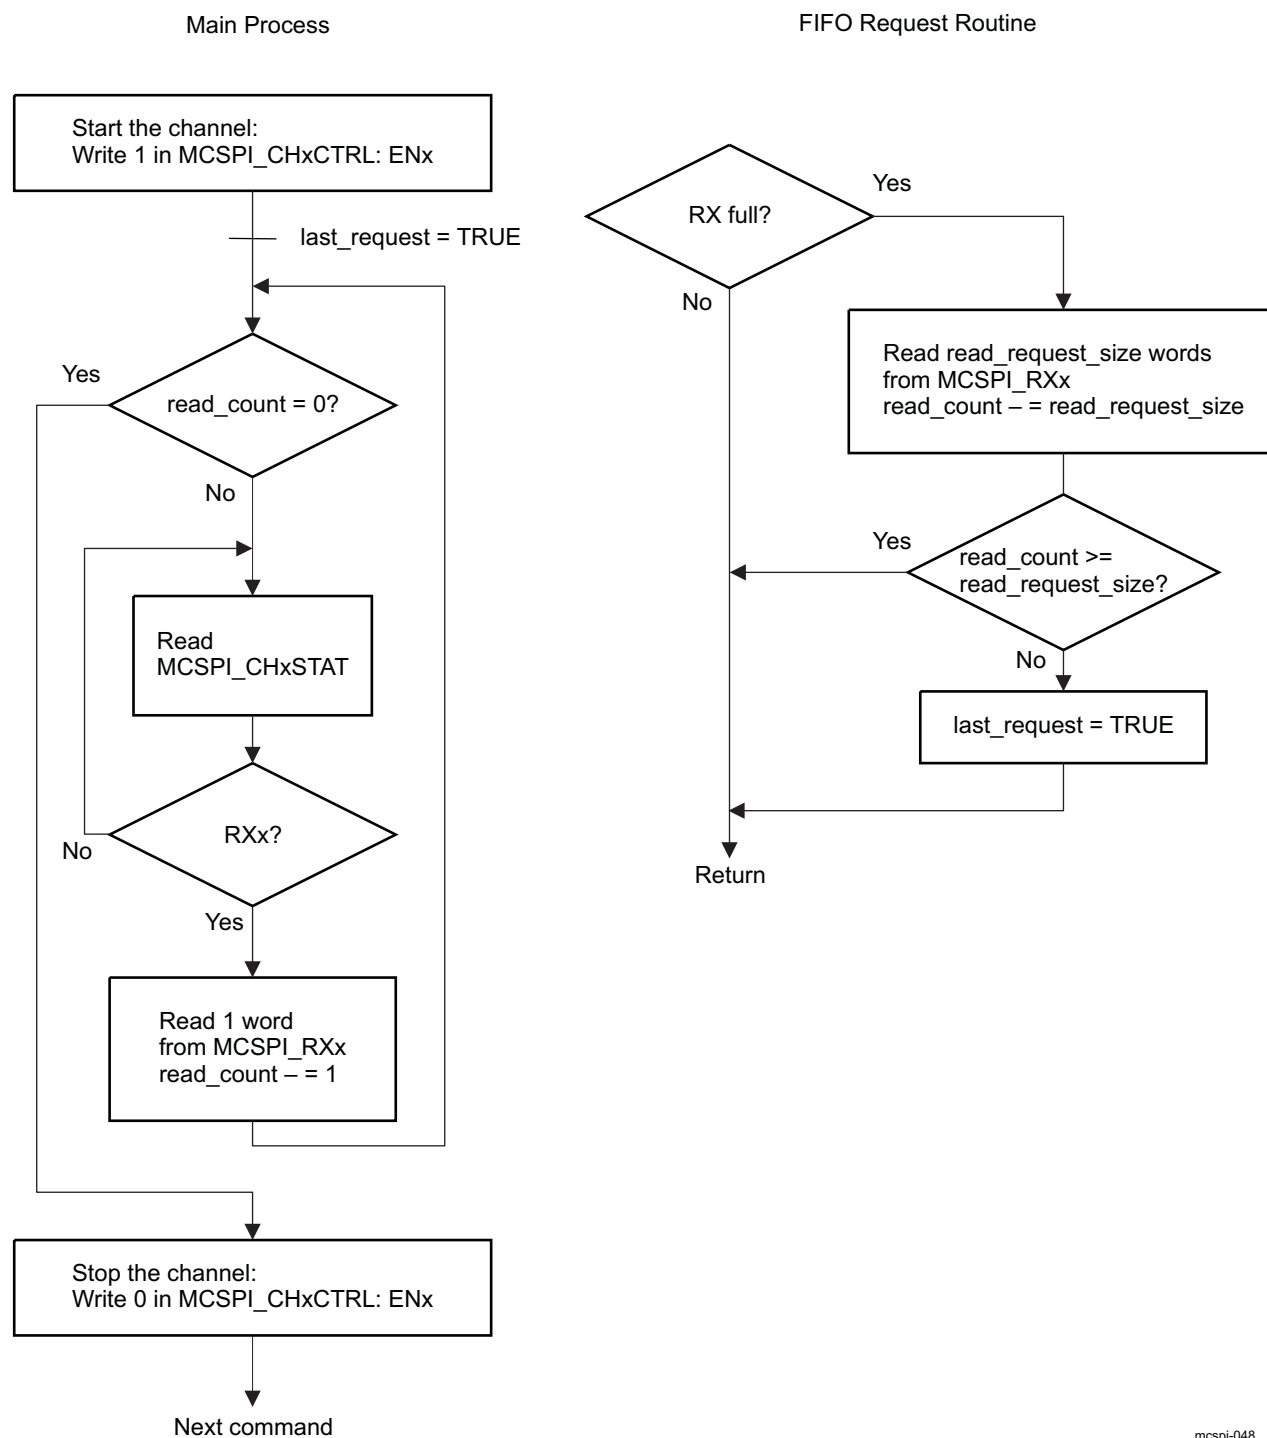 Main Process
Start the channel:
Write 1 in MCSPI_CHxCTRL: ENx
last_request = TRUE
Yes
read_count = 0?
No
Read
MCSPI_CHxSTAT
RXx?
No
Yes
Read 1 word
from MCSPI_RXx
read_count – = 1
Stop the channel:
Write 0 in MCSPI_CHxCTRL: ENx
Next command
FIFO Request Routine
Yes
RX full?
No
Read read_request_size words
from MCSPI_RXx
read_count – = read_request_size
Yes
read_count >=
read_request_size?
No
last_request = TRUE
Return
mcspi-048